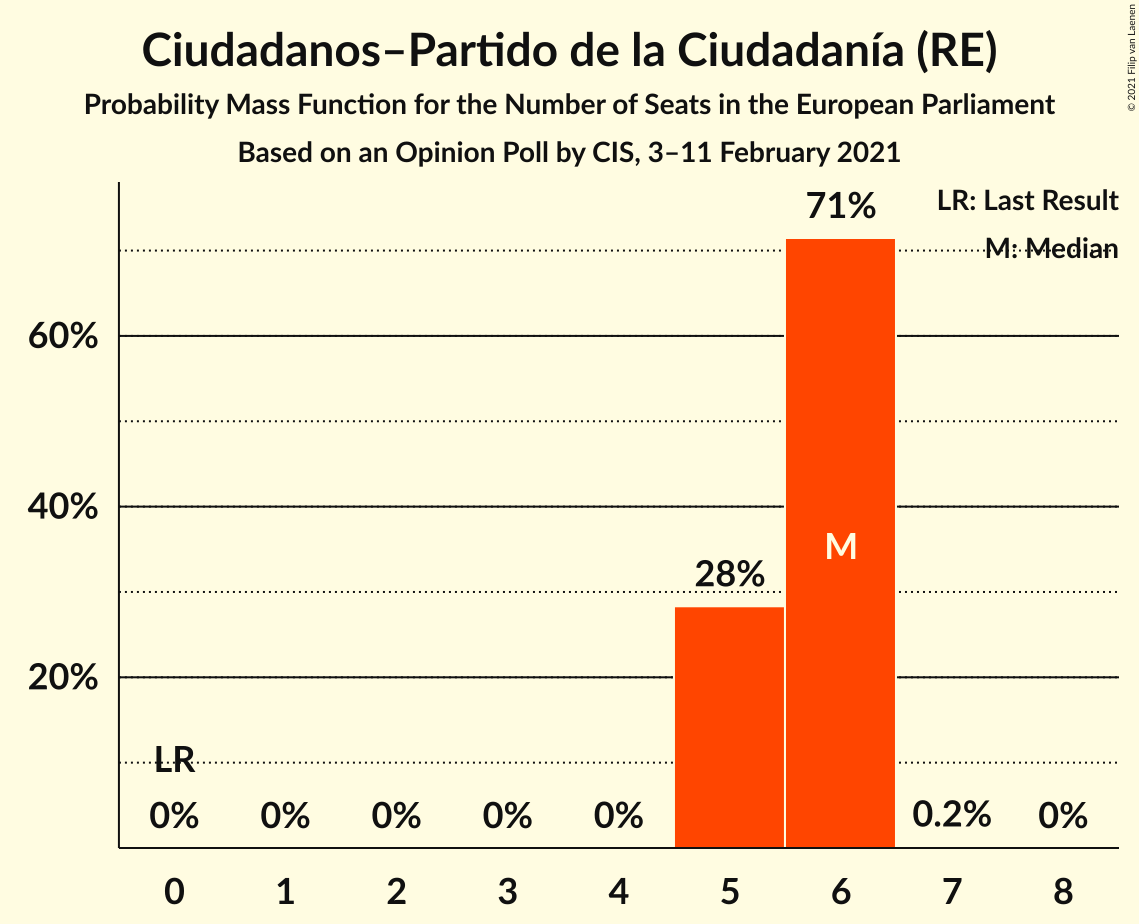 Ciudadanos–Partido de la Ciudadanía (RE)
Probability Mass Function for the Number of Seats in the European Parliament
Based on an Opinion Poll by CIS, 3–11 February 2021
© 2021 Filip van Laenen
LR: Last Result
M: Median
71%
60%
40%
M
28%
20%
LR
0% 0% 0% 0% 0% 0.2% 0%
0 1 2 3 4 5 6 7 8